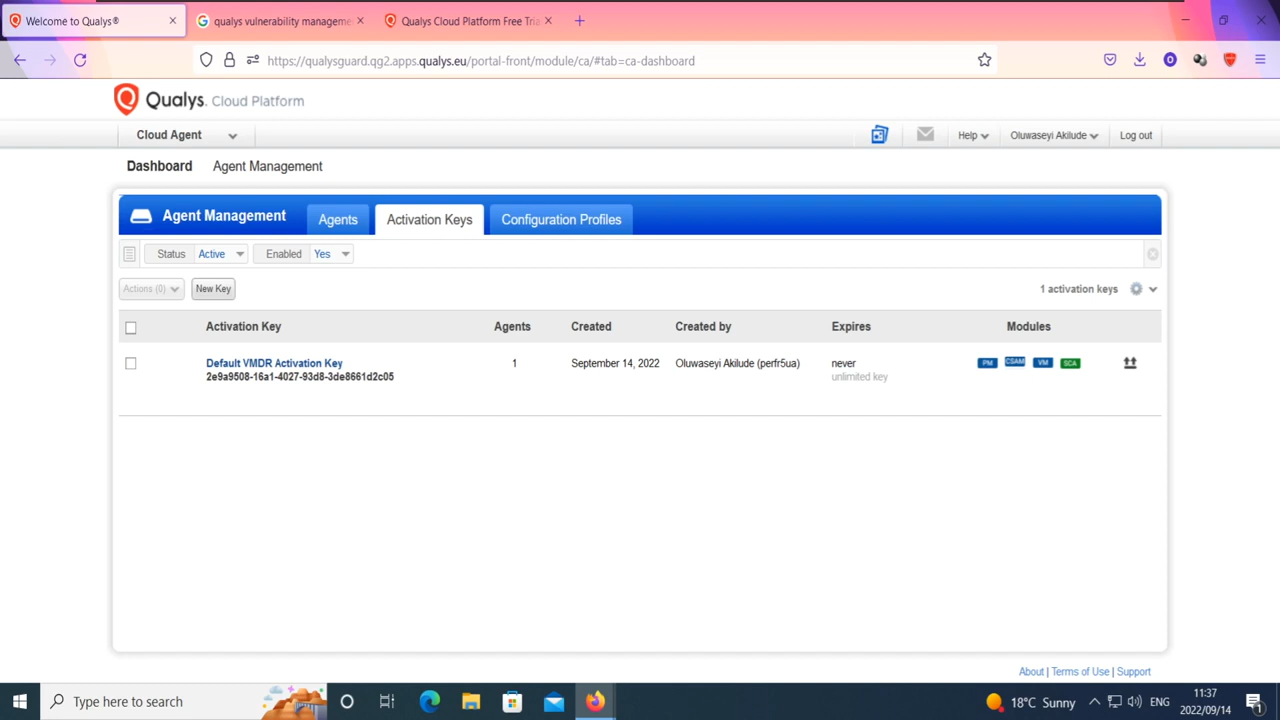 Welcome to Qualys®
qualys vulnerability manageme
Qualys Cloud Platform Free Tria
https://qualysguard.qg2.apps.qualys.eu/portal-front/module/ca/#tab=ca-dashboard
Qualys. Cloud Platform
Cloud Agent
Help
Oluwaseyi Akilude
Log out
Dashboard Agent Management
Agent Management Agents Activation Keys Configuration Profiles
Status Active Enabled Yes
Actions (0) New Key 1 activation keys
Activation Key Agents Created Created by Expires Modules
Default VMDR Activation Key 1 September 14, 2022 Oluwaseyi Akilude (perfr5ua) never PM CSAM VM SCA
2e9a9508-16a1-4027-93d8-3de8661d2c05 unlimited key
About | Terms of Use | Support
Type here to search 18°C Sunny ENG 11:37
2022/09/14 1